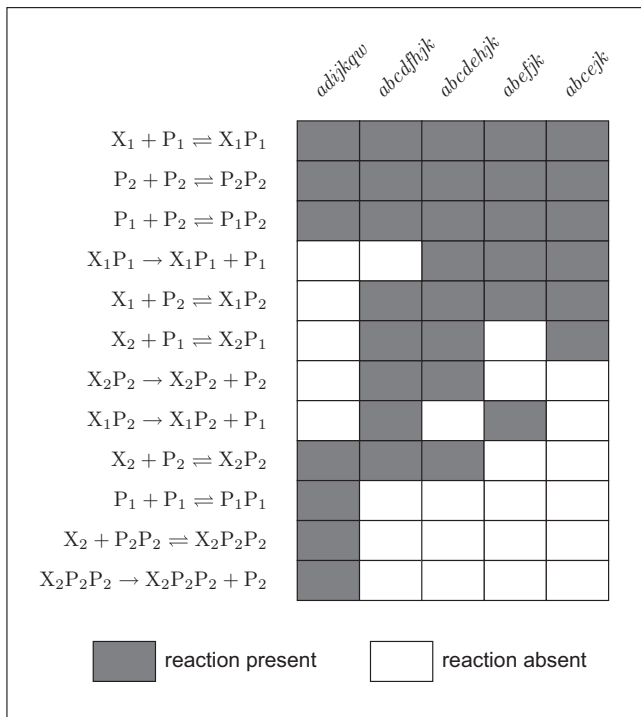 adijkqw abcdfhjk abcdehjk abefjk abcejk
X₁ + P₁ ⇌ X₁P₁
P₂ + P₂ ⇌ P₂P₂
P₁ + P₂ ⇌ P₁P₂
X₁P₁ → X₁P₁ + P₁
X₁ + P₂ ⇌ X₁P₂
X₂ + P₁ ⇌ X₂P₁
X₂P₂ → X₂P₂ + P₂
X₁P₂ → X₁P₂ + P₁
X₂ + P₂ ⇌ X₂P₂
P₁ + P₁ ⇌ P₁P₁
X₂ + P₂P₂ ⇌ X₂P₂P₂
X₂P₂P₂ → X₂P₂P₂ + P₂
reaction present reaction absent